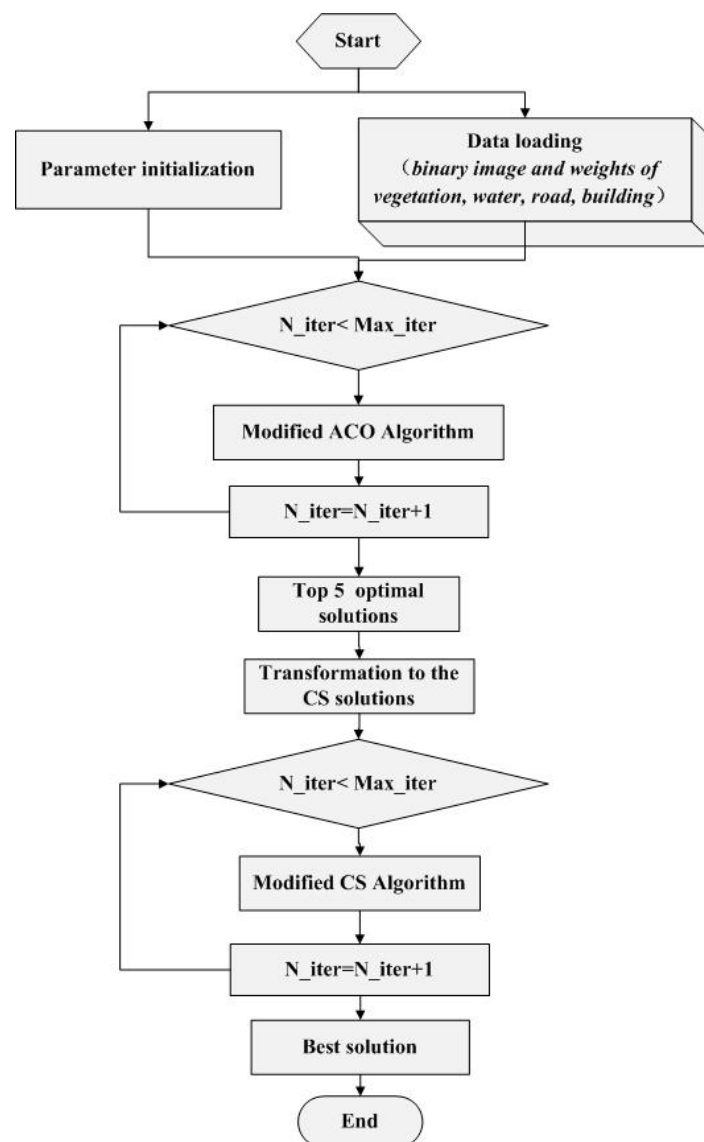 Start
Parameter initialization
Data loading
（binary image and weights of
vegetation, water, road, building）
N_iter< Max_iter
Modified ACO Algorithm
N_iter=N_iter+1
Top 5 optimal
solutions
Transformation to the
CS solutions
N_iter< Max_iter
Modified CS Algorithm
N_iter=N_iter+1
Best solution
End